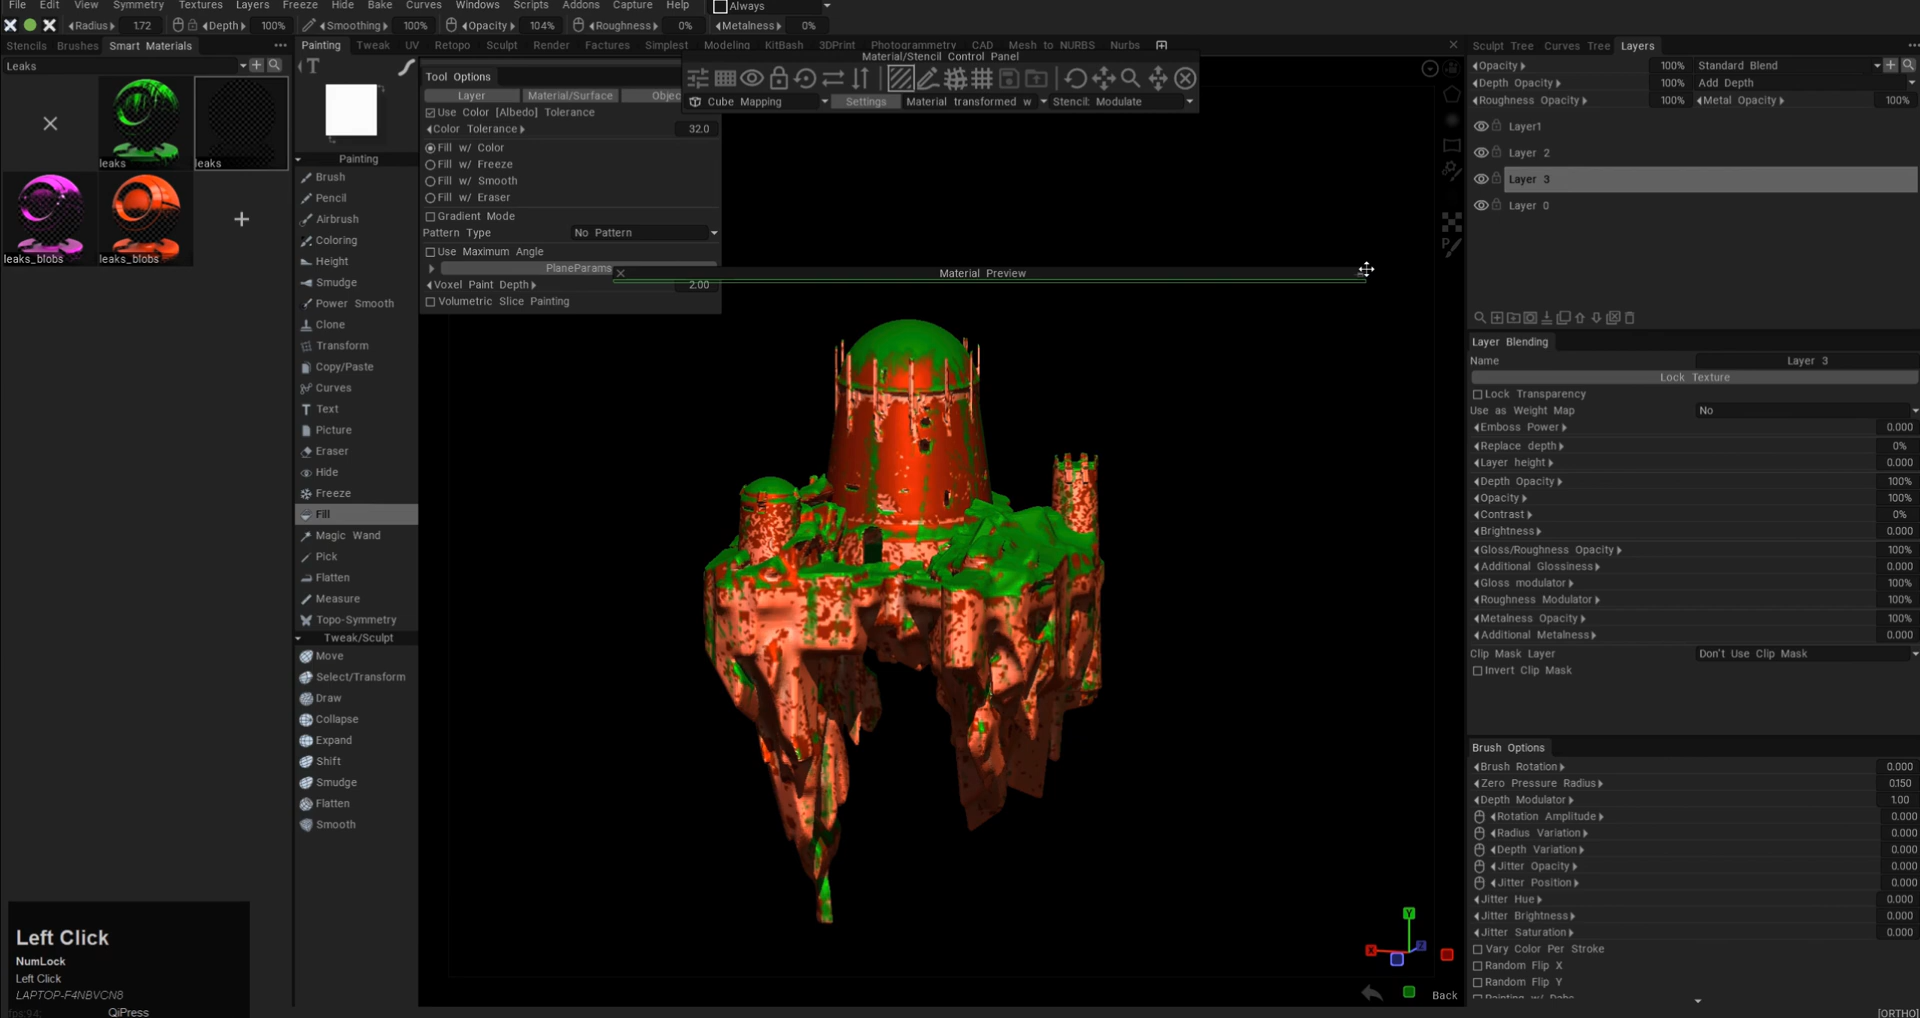 File Edit View Symmetry Textures Layers Freeze Hide Bake Curves Windows Scripts Addons Capture Help Always
Radius 1.72 Depth 100% Smoothing 100% Opacity 104% Roughness 0% Metalness 0%
Stencils Brushes Smart Materials
Leaks
leaks
leaks
leaks_blobs
leaks_blobs
Painting Tweak UV Retopo Sculpt Render Factures Simplest Modeling KitBash 3DPrint Photogrammetry CAD Mesh to NURBS Nurbs
Painting
Brush
Pencil
Airbrush
Coloring
Height
Smudge
Power Smooth
Clone
Transform
Copy/Paste
Curves
Text
Picture
Eraser
Hide
Freeze
Fill
Magic Wand
Pick
Flatten
Measure
Topo-Symmetry
Tweak/Sculpt
Move
Select/Transform
Draw
Collapse
Expand
Shift
Smudge
Flatten
Smooth
Tool Options
Layer Material/Surface Objec
Use Color [Albedo] Tolerance
Color Tolerance 32.0
Fill w/ Color
Fill w/ Freeze
Fill w/ Smooth
Fill w/ Eraser
Gradient Mode
Pattern Type No Pattern
Use Maximum Angle
PlaneParams
Voxel Paint Depth 2.00
Volumetric Slice Painting
Material/Stencil Control Panel
Cube Mapping Settings Material transformed w Stencil: Modulate
Material Preview
Sculpt Tree Curves Tree Layers
Opacity 100% Standard Blend
Depth Opacity 100% Add Depth
Roughness Opacity 100% Metal Opacity 100%
Layer1
Layer 2
Layer 3
Layer 0
Layer Blending
Name Layer 3
Lock Texture
Lock Transparency
Use as Weight Map No
Emboss Power 0.000
Replace depth 0%
Layer height 0.000
Depth Opacity 100%
Opacity 100%
Contrast 0%
Brightness 0.000
Gloss/Roughness Opacity 100%
Additional Glossiness 0.000
Gloss modulator 100%
Roughness Modulator 100%
Metalness Opacity 100%
Additional Metalness 0.000
Clip Mask Layer Don't Use Clip Mask
Invert Clip Mask
Brush Options
Brush Rotation 0.000
Zero Pressure Radius 0.150
Depth Modulator 1.00
Rotation Amplitude 0.000
Radius Variation 0.000
Depth Variation 0.000
Jitter Opacity 0.000
Jitter Position 0.000
Jitter Hue 0.000
Jitter Brightness 0.000
Jitter Saturation 0.000
Vary Color Per Stroke
Random Flip X
Random Flip Y
Left Click
NumLock
Left Click
LAPTOP-F4NBVCN8
fps:94; QiPress
Y
X
Z
Back
[ORTHO]